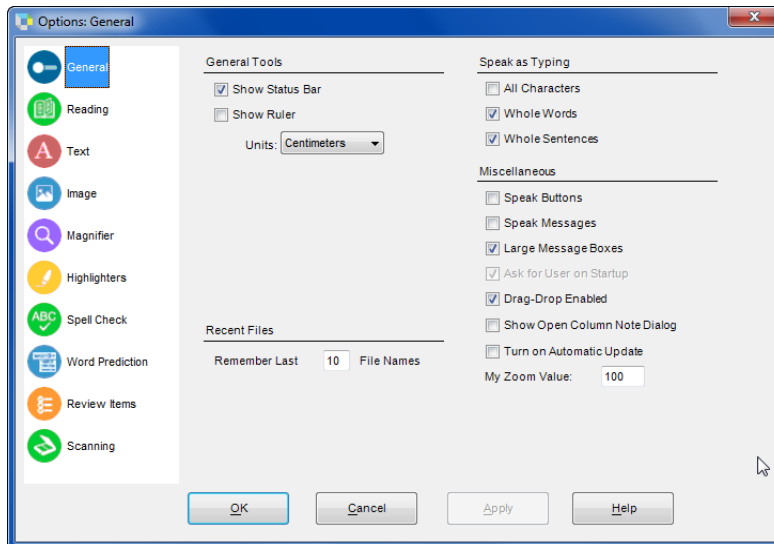 Options: General
General
Reading
A
Text
Image
Magnifier
Highlighters
ABC
Spell Check
Word Prediction
Review Items
Scanning
General Tools
Show Status Bar
Show Ruler
Units: Centimeters
Recent Files
Remember Last 10 File Names
Speak as Typing
All Characters
Whole Words
Whole Sentences
Miscellaneous
Speak Buttons
Speak Messages
Large Message Boxes
Ask for User on Startup
Drag-Drop Enabled
Show Open Column Note Dialog
Turn on Automatic Update
My Zoom Value: 100
OK Cancel Apply Help